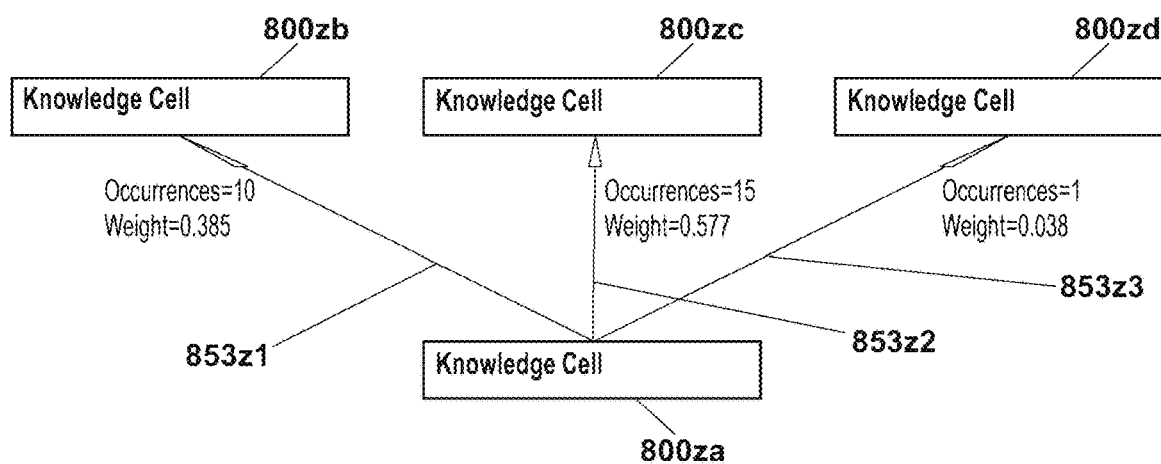 800zb
800zc
800zd
Knowledge Cell
Knowledge Cell
Knowledge Cell
Occurrences=10
Weight=0.385
Occurrences=15
Weight=0.577
Occurrences=1
Weight=0.038
853z3
853z2
853z1
Knowledge Cell
800za